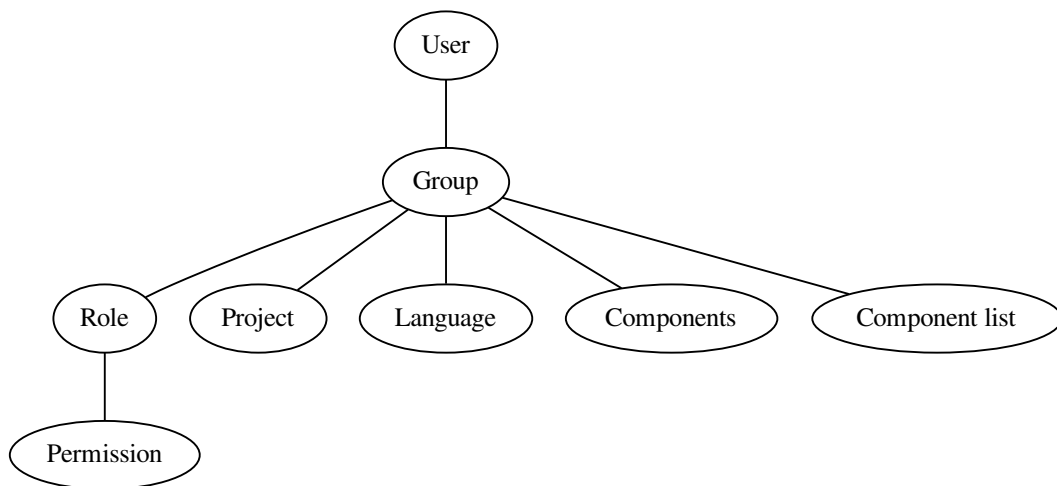 User
Group
Role
Project
Language
Components
Component list
Permission